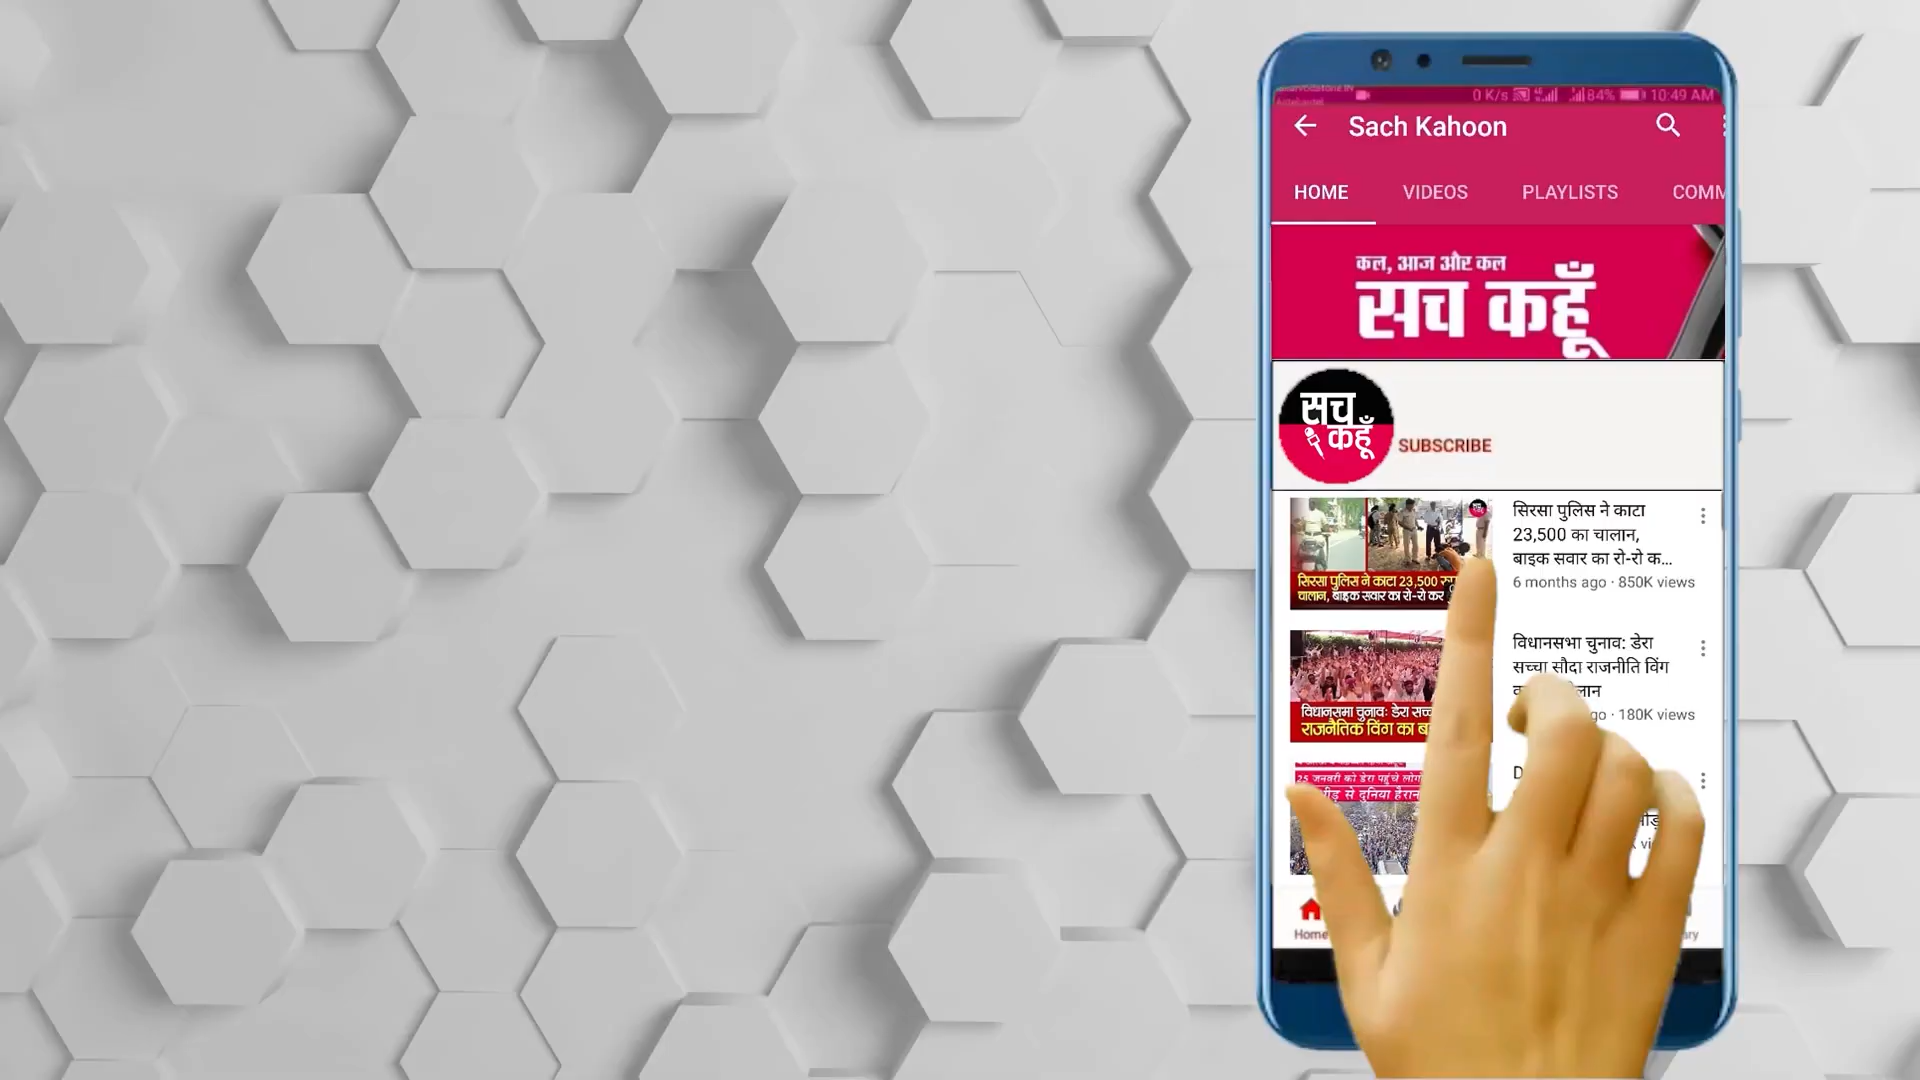 0 K/s 84% 10:49 AM
Sach Kahoon
HOME VIDEOS PLAYLISTS COMM
कल, आज और कल
सच कहूँ
सच
कहूँ
SUBSCRIBE
सिरसा पुलिस ने काटा 23,500
चालान, बाइक सवार का रो-रो कर
सिरसा पुलिस ने काटा
23,500 का चालान,
बाइक सवार का रो-रो क...
6 months ago · 850K views
विधानसभा चुनाव: डेरा
राजनैतिक विंग का
विधानसभा चुनाव: डेरा
सच्चा सौदा राजनीति विंग
180K views
25 जनवरी को डेरा पहुंचे
से दुनिया हैरान
Home